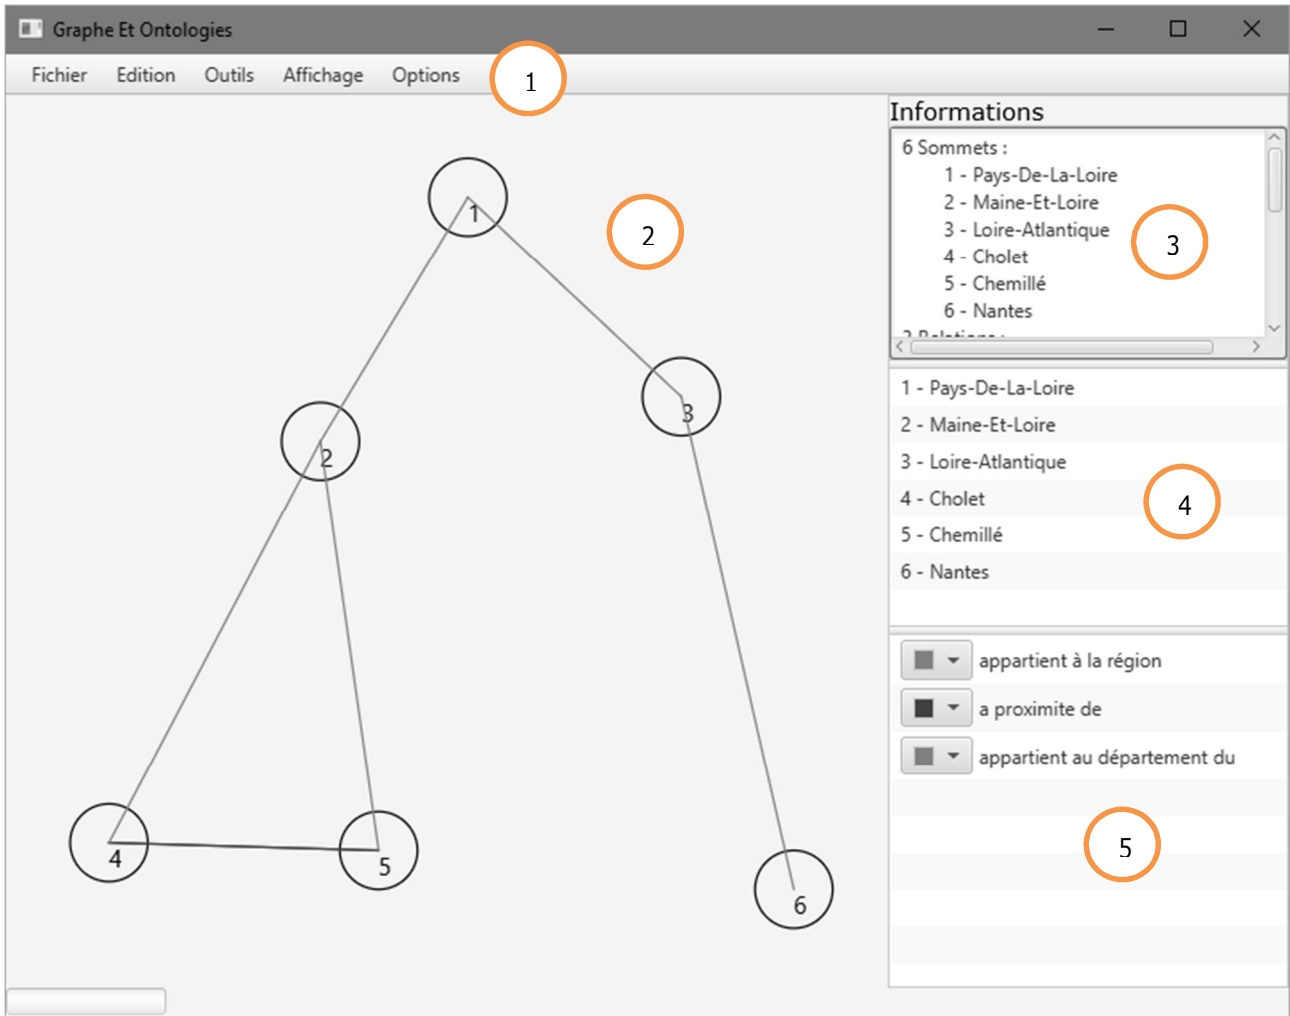 Graphe Et Ontologies
Fichier Edition Outils Affichage Options
1
Informations
6 Sommets :
1 - Pays-De-La-Loire
2 - Maine-Et-Loire
3 - Loire-Atlantique
4 - Cholet
5 - Chemillé
6 - Nantes
3
1
2
3
2
4
5
6
1 - Pays-De-La-Loire
2 - Maine-Et-Loire
3 - Loire-Atlantique
4 - Cholet
5 - Chemillé
6 - Nantes
4
appartient à la région
a proximite de
appartient au département du
5